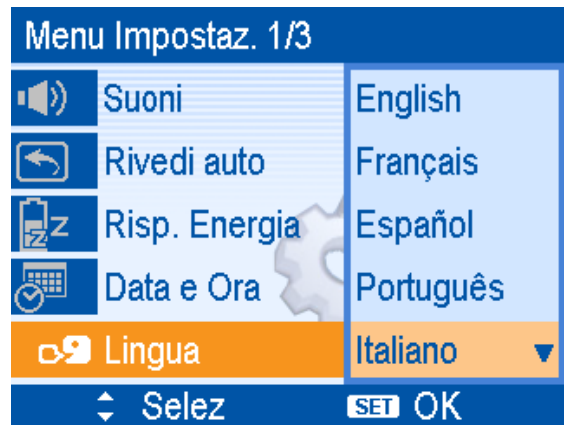 Menu Impostaz. 1/3
Suoni English
Rivedi auto Français
Risp. Energia Español
Data e Ora Português
Lingua Italiano
Selez SET OK